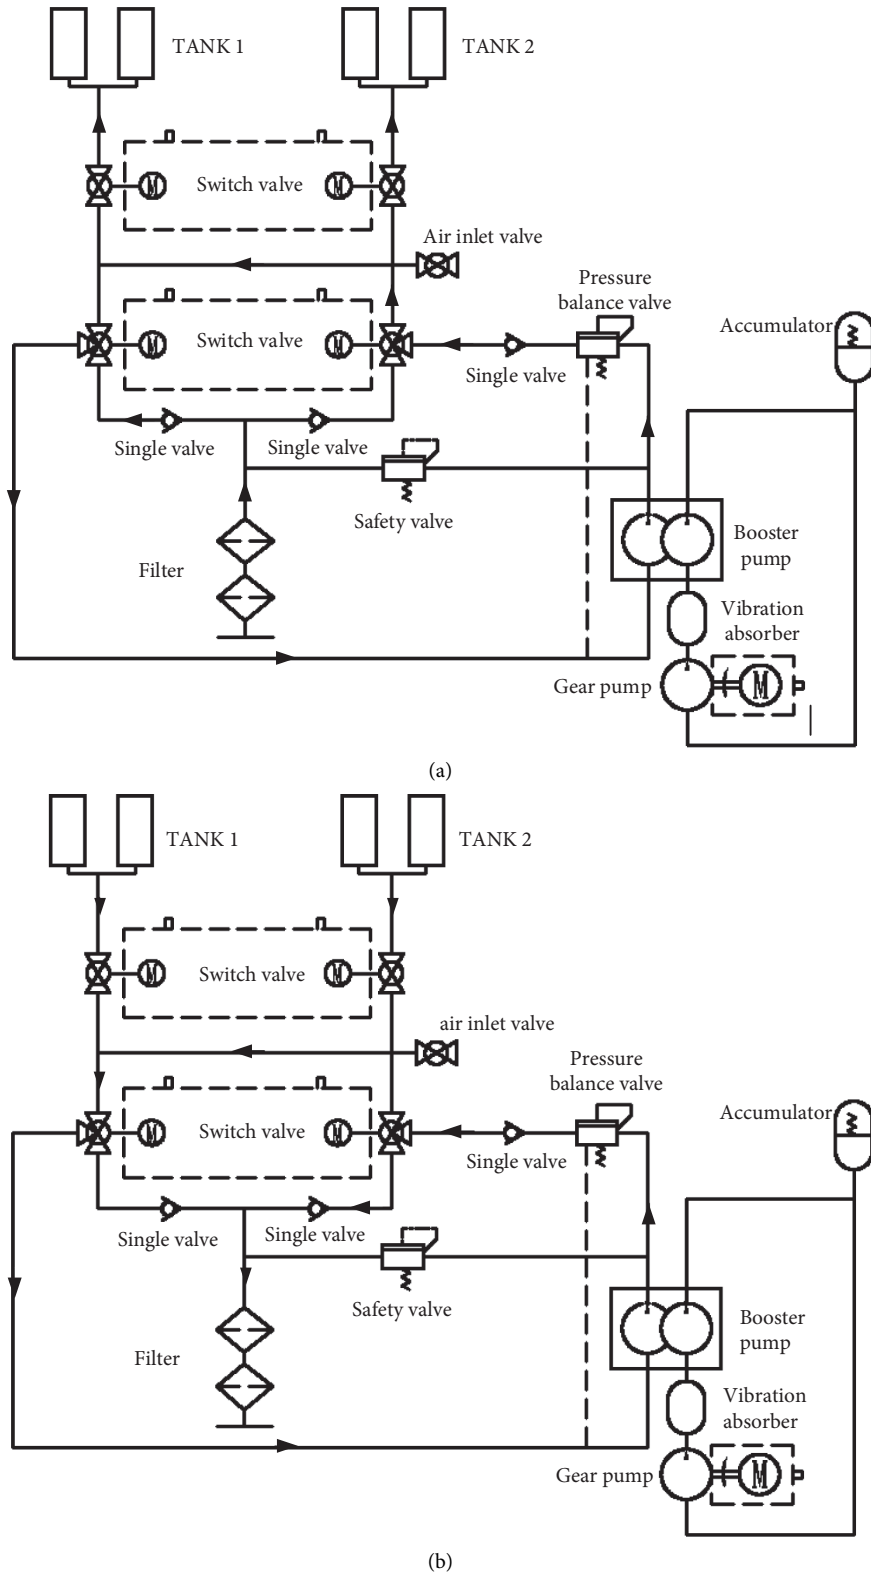 TANK 1
TANK 2
Switch valve
M
M
Air inlet valve
Pressure
balance valve
Accumulator
Switch valve
M
M
Single valve
Single valve
Single valve
Safety valve
Booster
pump
Filter
Vibration
absorber
Gear pump
M
(a)
TANK 1
TANK 2
Switch valve
M
M
air inlet valve
Pressure
balance valve
Accumulator
Switch valve
M
M
Single valve
Single valve
Single valve
Safety valve
Booster
pump
Filter
Vibration
absorber
Gear pump
M
(b)